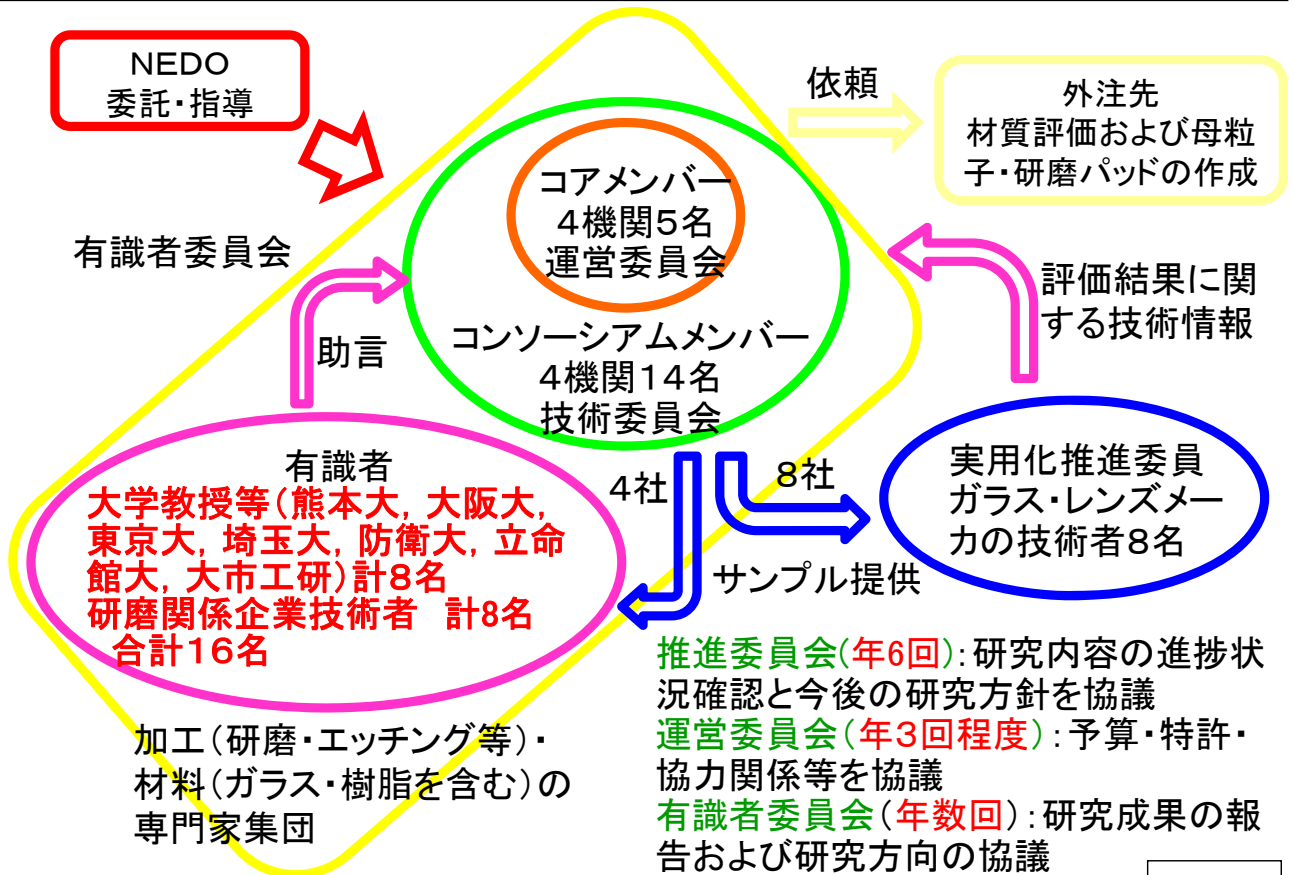 NEDO
委託・指導
依頼
外注先
材質評価および母粒
子・研磨パッドの作成
コアメンバー
4機関5名
運営委員会
有識者委員会
助言
コンソーシアムメンバー
4機関14名
技術委員会
評価結果に関
する技術情報
有識者
大学教授等(熊本大, 大阪大,
東京大, 埼玉大, 防衛大, 立命
館大, 大市工研)計8名
研磨関係企業技術者 計8名
合計16名
4社
8社
サンプル提供
実用化推進委員
ガラス・レンズメー
カの技術者8名
加工(研磨・エッチング等)・
材料(ガラス・樹脂を含む)の
専門家集団
推進委員会(年6回):研究内容の進捗状
況確認と今後の研究方針を協議
運営委員会(年3回程度):予算・特許・
協力関係等を協議
有識者委員会(年数回):研究成果の報
告および研究方向の協議